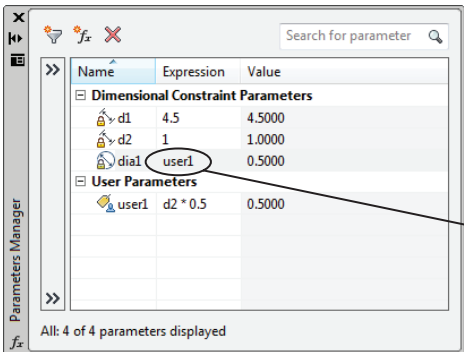 Search for parameter
Name Expression Value
Dimensional Constraint Parameters
d1 4.5 4.5000
d2 1 1.0000
dia1 user1 0.5000
User Parameters
user1 d2 * 0.5 0.5000
All: 4 of 4 parameters displayed
Parameters Manager
fx